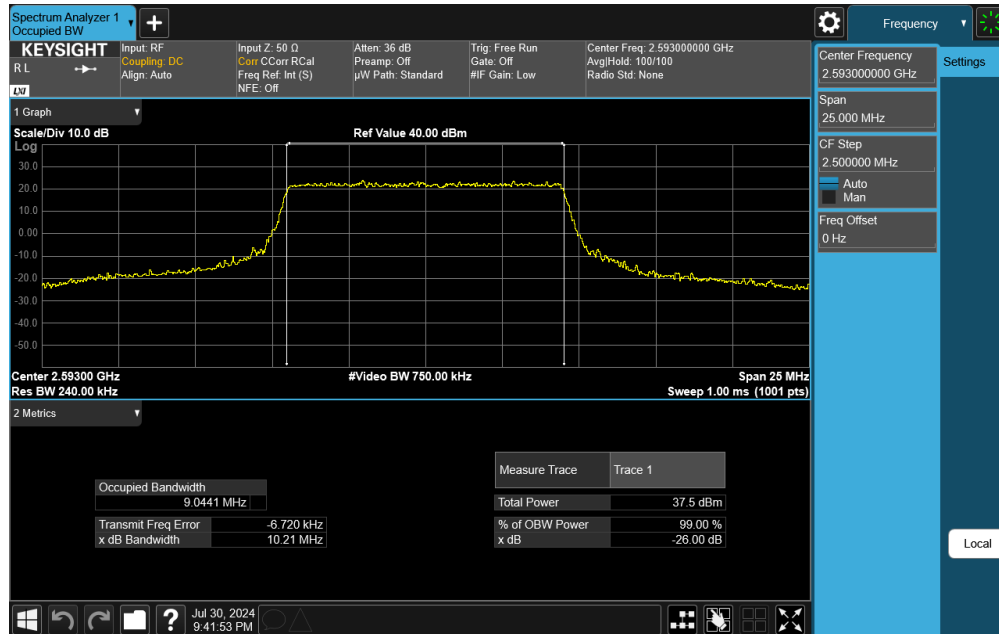 Spectrum Analyzer 1
Occupied BW
Frequency
KEYSIGHT
R L
LXI
Input: RF
Coupling: DC
Align: Auto
Input Z: 50 Ω
Corr CCorr RCal
Freq Ref: Int (S)
NFE: Off
Atten: 36 dB
Preamp: Off
µW Path: Standard
Trig: Free Run
Gate: Off
#IF Gain: Low
Center Freq: 2.593000000 GHz
Avg|Hold: 100/100
Radio Std: None
Center Frequency
2.593000000 GHz
Settings
Span
25.000 MHz
CF Step
2.500000 MHz
Auto
Man
Freq Offset
0 Hz
1 Graph
Scale/Div 10.0 dB
Ref Value 40.00 dBm
Log
30.0
20.0
10.0
0.00
-10.0
-20.0
-30.0
-40.0
-50.0
Center 2.59300 GHz
#Video BW 750.00 kHz
Span 25 MHz
Res BW 240.00 kHz
Sweep 1.00 ms (1001 pts)
2 Metrics
Measure Trace
Trace 1
Occupied Bandwidth
9.0441 MHz
Total Power
37.5 dBm
Transmit Freq Error
-6.720 kHz
% of OBW Power
99.00 %
x dB Bandwidth
10.21 MHz
x dB
-26.00 dB
Local
?
Jul 30, 2024
9:41:53 PM